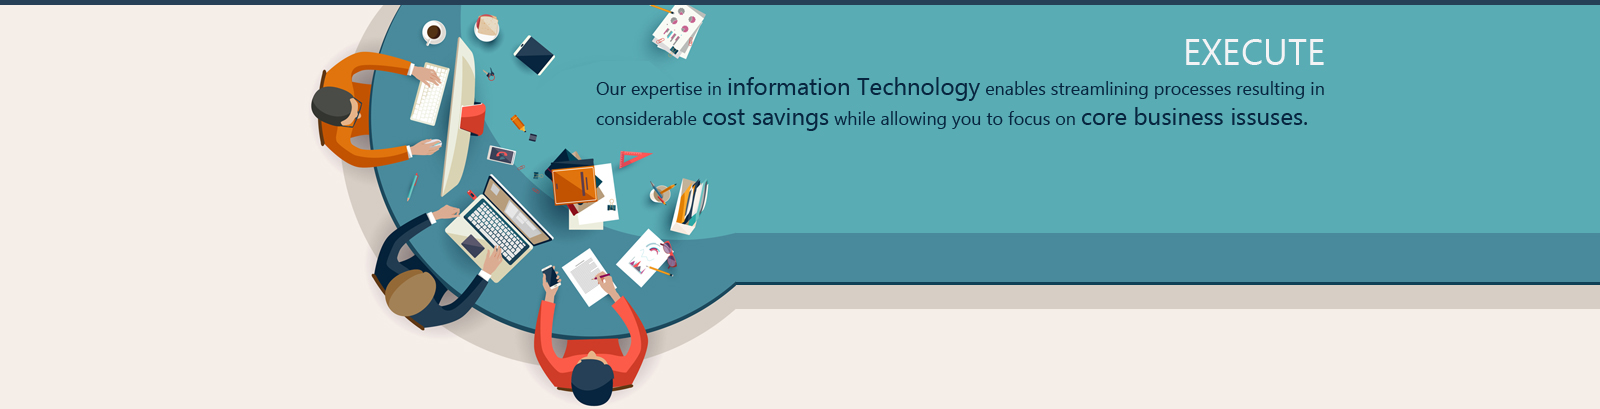 EXECUTE
Our expertise in information Technology enables streamlining processes resulting in
considerable cost savings while allowing you to focus on core business issuses.